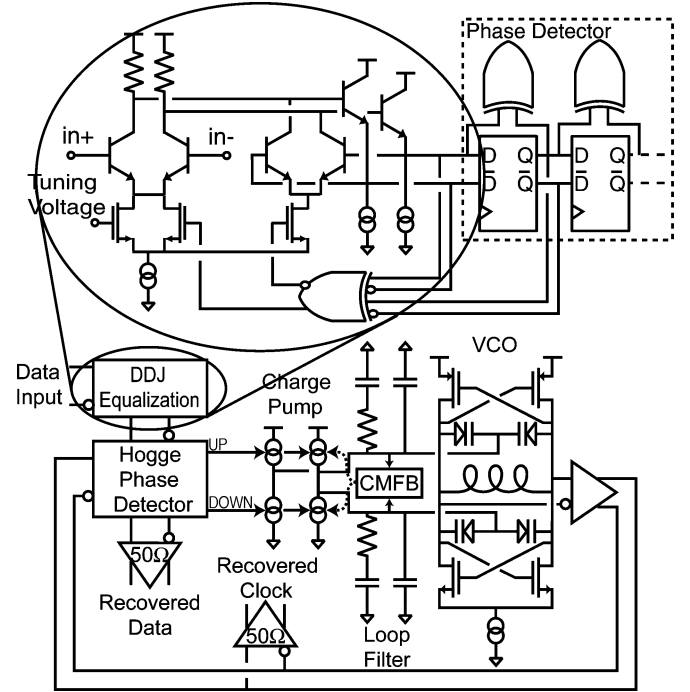 Phase Detector
in+
in-
D Q
D Q
D Q
D Q
Tuning
Voltage
VCO
Data
Input
DDJ
Equalization
Charge
Pump
Hogge
Phase
Detector
UP
DOWN
CMFB
50Ω
Recovered
Data
Recovered
Clock
50Ω
Loop
Filter